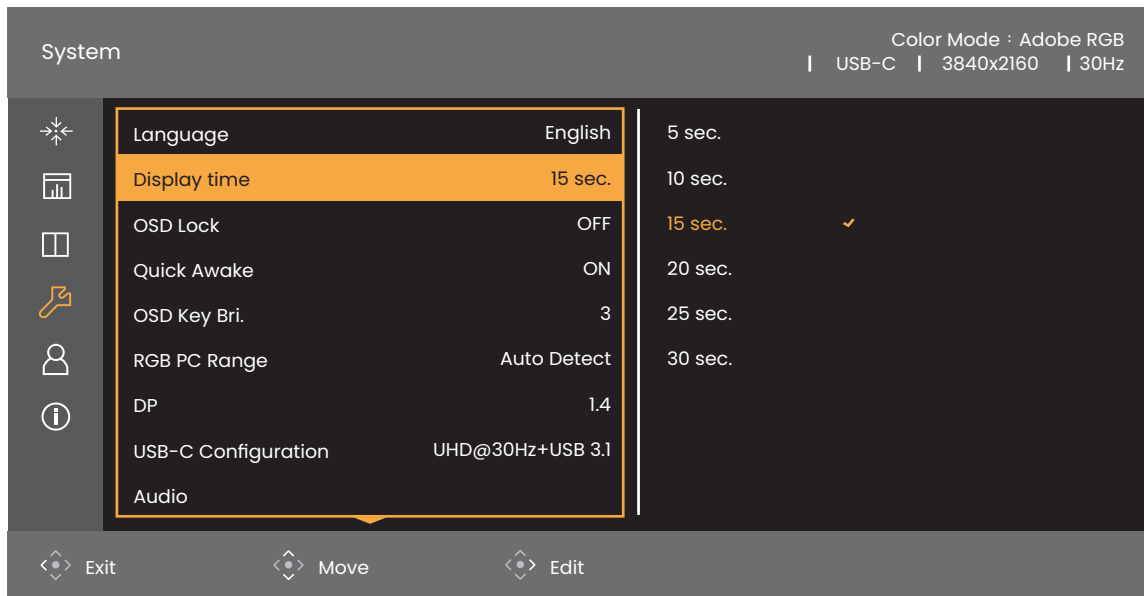 System
Color Mode : Adobe RGB
| USB-C | 3840x2160 | 30Hz
Language English 5 sec.
Display time 15 sec. 10 sec.
OSD Lock OFF 15 sec.
Quick Awake ON 20 sec.
OSD Key Bri. 3 25 sec.
RGB PC Range Auto Detect 30 sec.
DP 1.4
USB-C Configuration UHD@30Hz+USB 3.1
Audio
Exit Move Edit